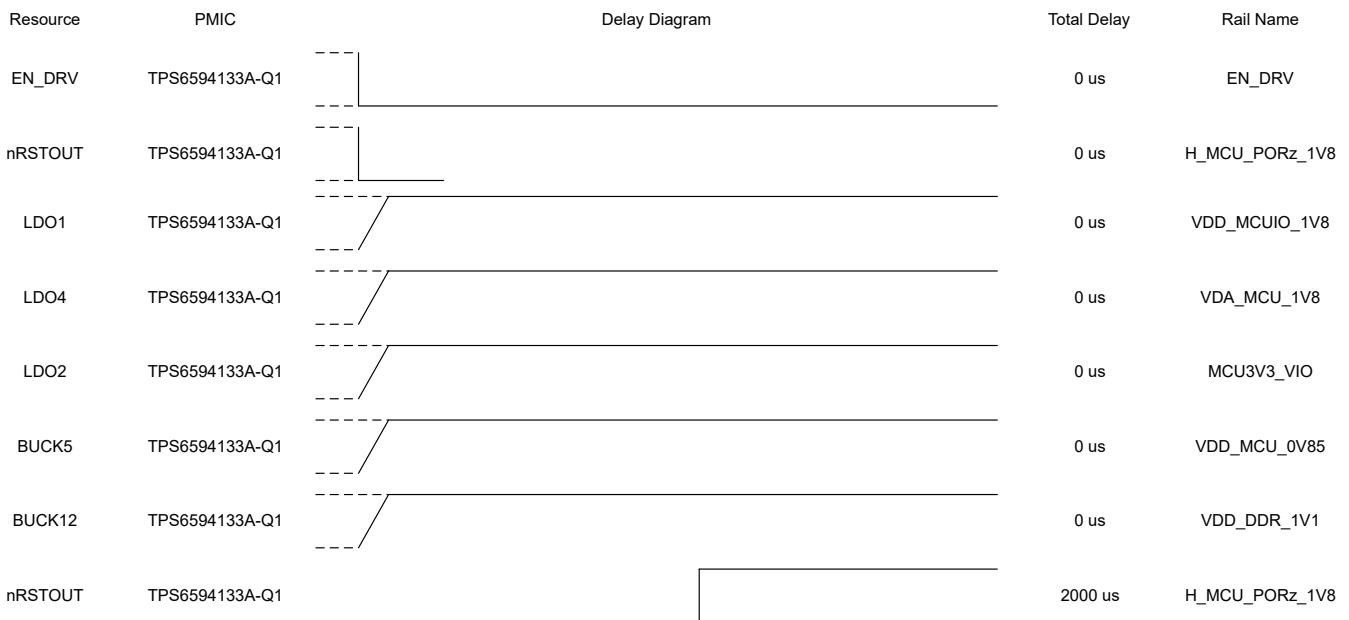 Resource PMIC Delay Diagram Total Delay Rail Name
EN_DRV TPS6594133A-Q1 0 us EN_DRV
nRSTOUT TPS6594133A-Q1 0 us H_MCU_PORz_1V8
LDO1 TPS6594133A-Q1 0 us VDD_MCUIO_1V8
LDO4 TPS6594133A-Q1 0 us VDA_MCU_1V8
LDO2 TPS6594133A-Q1 0 us MCU3V3_VIO
BUCK5 TPS6594133A-Q1 0 us VDD_MCU_0V85
BUCK12 TPS6594133A-Q1 0 us VDD_DDR_1V1
nRSTOUT TPS6594133A-Q1 2000 us H_MCU_PORz_1V8